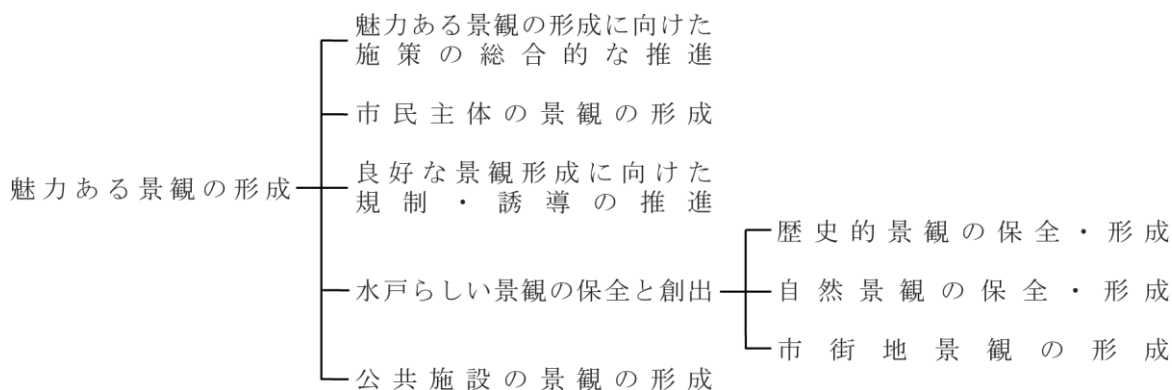 魅力ある景観の形成
魅力ある景観の形成に向けた
施策の総合的な推進
市民主体の景観の形成
良好な景観形成に向けた
規制・誘導の推進
水戸らしい景観の保全と創出
歴史的景観の保全・形成
自然景観の保全・形成
市街地景観の形成
公共施設の景観の形成